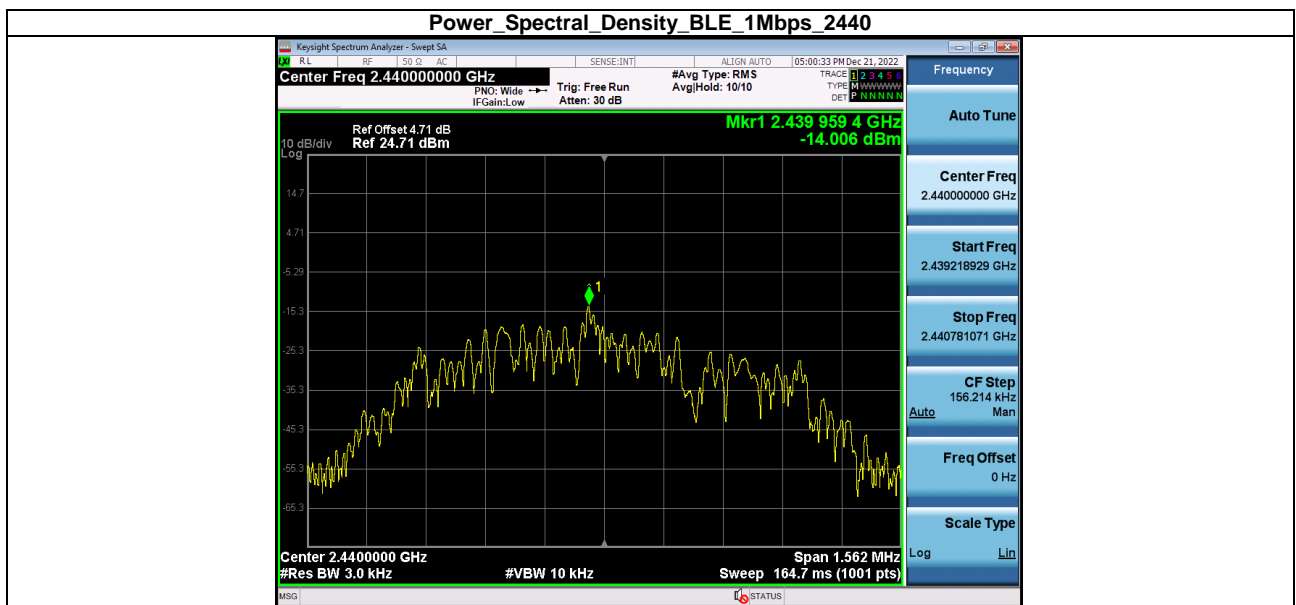 Power_Spectral_Density_BLE_1Mbps_2440
Keysight Spectrum Analyzer - Swept SA
LXI RL RF 50 Ω AC SENSE:INT ALIGN AUTO 05:00:33 PM Dec 21, 2022
Center Freq 2.440000000 GHz
PNO: Wide
IFGain:Low
Trig: Free Run
Atten: 30 dB
#Avg Type: RMS
Avg|Hold: 10/10
TRACE 1 2 3 4 5 6
TYPE M WWWWW
DET P N N N N N
Frequency
Mkr1 2.439 959 4 GHz
-14.006 dBm
Ref Offset 4.71 dB
10 dB/div Ref 24.71 dBm
Log
14.7
4.71
-5.29
-15.3
-25.3
-35.3
-45.3
-55.3
-65.3
1
Center 2.4400000 GHz
Span 1.562 MHz
#Res BW 3.0 kHz
#VBW 10 kHz
Sweep 164.7 ms (1001 pts)
Auto Tune
Center Freq
2.440000000 GHz
Start Freq
2.439218929 GHz
Stop Freq
2.440781071 GHz
CF Step
156.214 kHz
Auto Man
Freq Offset
0 Hz
Scale Type
Log Lin
MSG
STATUS